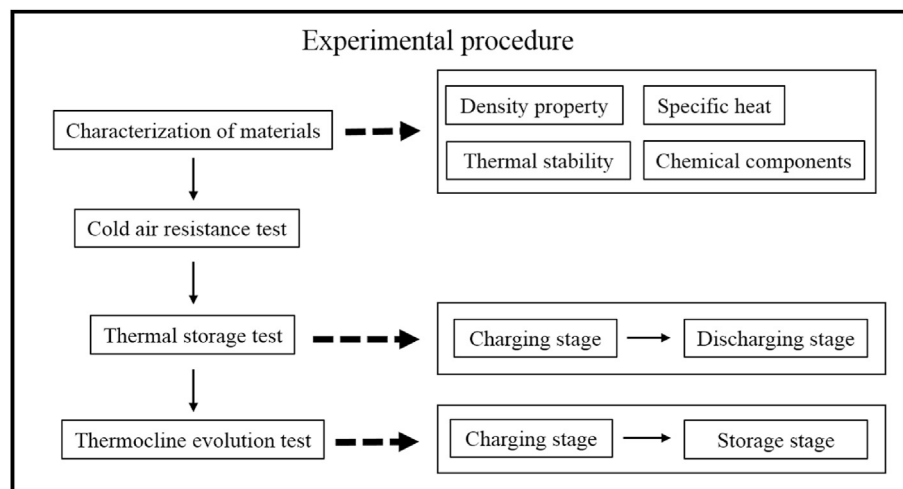 Experimental procedure
Characterization of materials
Density property
Specific heat
Thermal stability
Chemical components
Cold air resistance test
Thermal storage test
Charging stage
Discharging stage
Thermocline evolution test
Charging stage
Storage stage